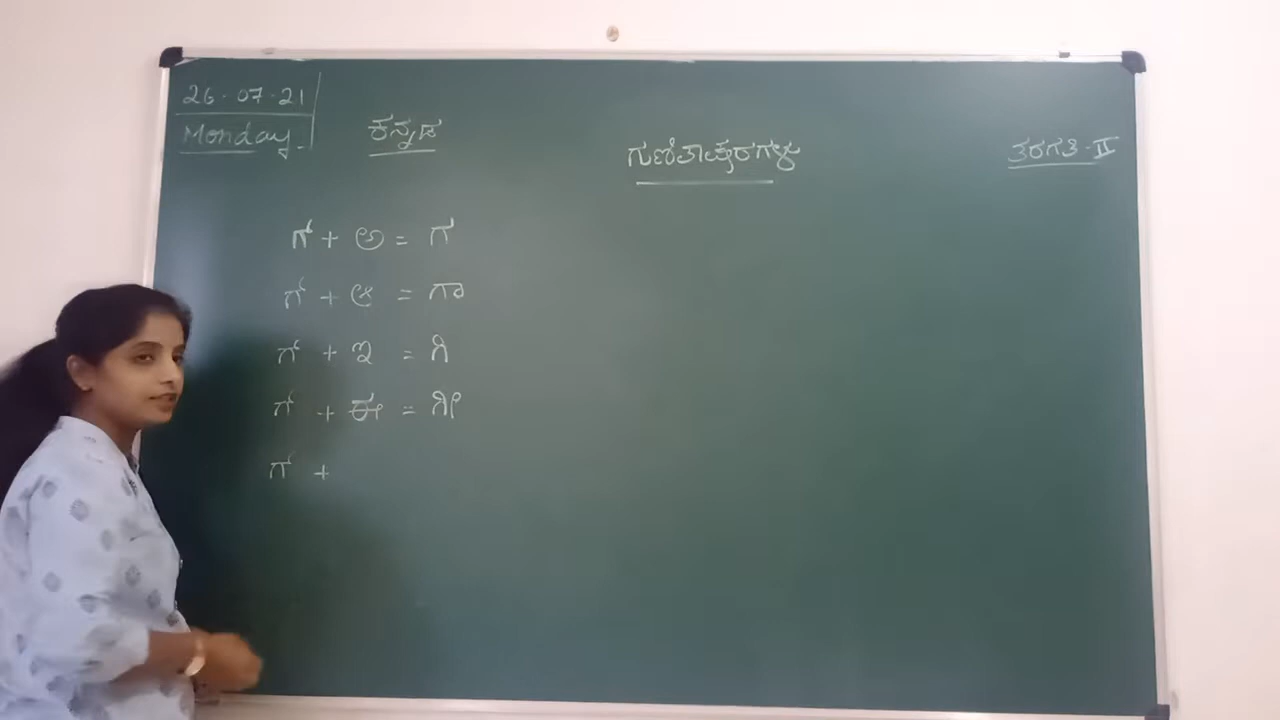 26-07-21
Monday
ಕನ್ನಡ
ಗುಣಿತಾಕ್ಷರಗಳು
ತರಗತಿ-II
ಗ್ + ಅ = ಗ
ಗ್ + ಆ = ಗಾ
ಗ್ + ಇ = ಗಿ
ಗ್ + ಈ = ಗೀ
ಗ್ +